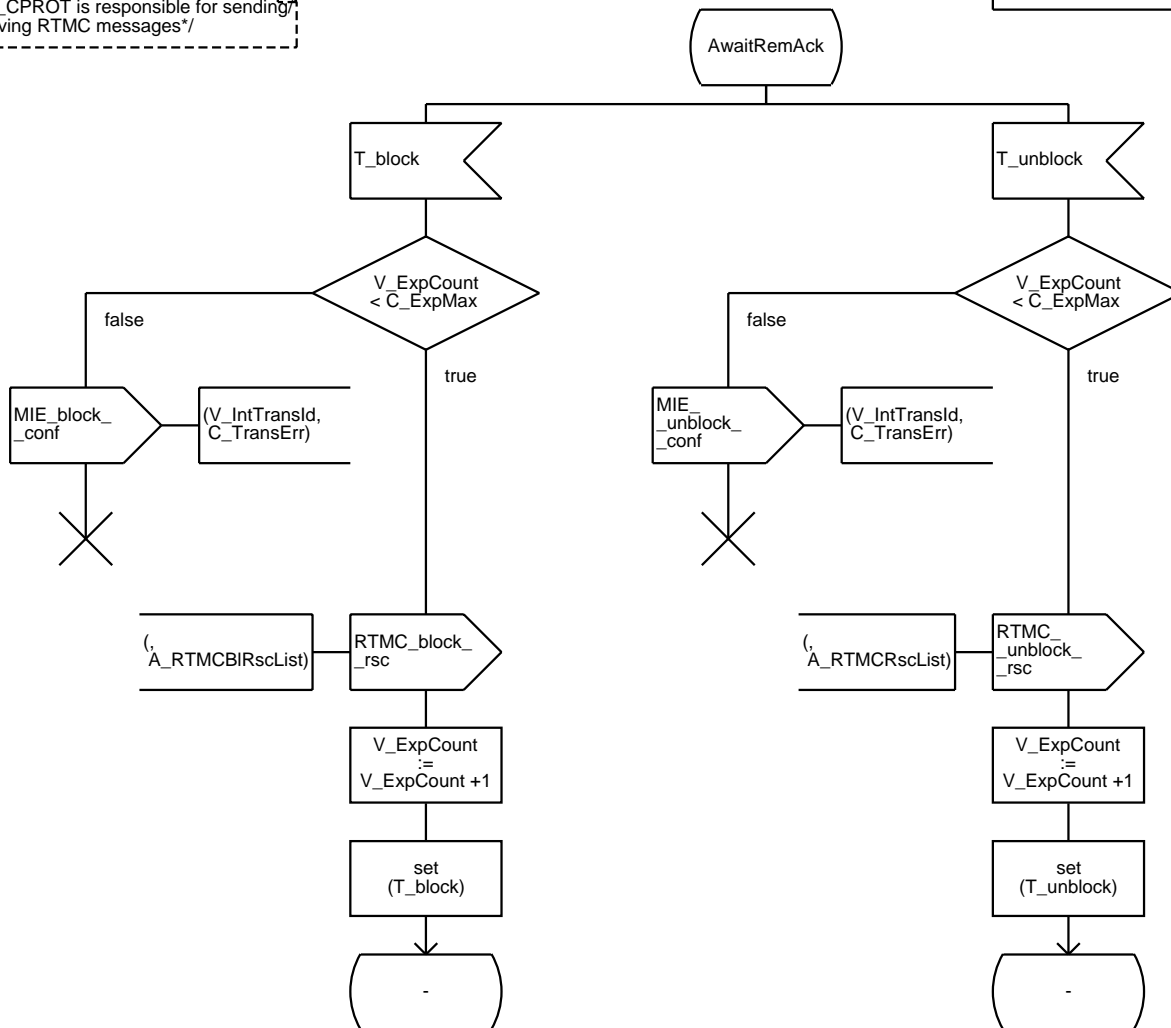 _CPROT is responsible for sending/
ving RTMC messages*/
AwaitRemAck
T_block
T_unblock
V_ExpCount
< C_ExpMax
V_ExpCount
< C_ExpMax
false
false
true
true
MIE_block_
_conf
(V_IntTransId,
C_TransErr)
MIE_
_unblock_
_conf
(V_IntTransId,
C_TransErr)
(,
A_RTMCBlRscList)
RTMC_block_
_rsc
(,
A_RTMCRscList)
RTMC_
_unblock_
_rsc
V_ExpCount
:=
V_ExpCount +1
V_ExpCount
:=
V_ExpCount +1
set
(T_block)
set
(T_unblock)
-
-